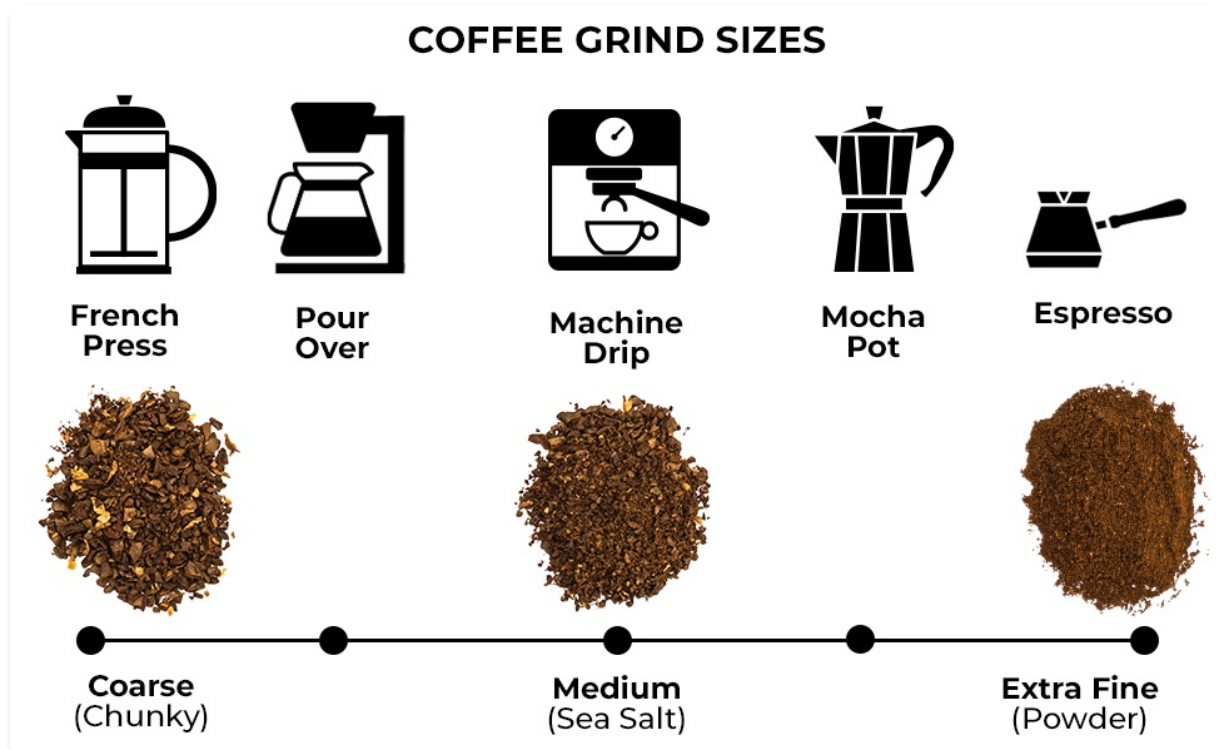 COFFEE GRIND SIZES
French
Press
Pour
Over
Machine
Drip
Mocha
Pot
Espresso
Coarse
(Chunky)
Medium
(Sea Salt)
Extra Fine
(Powder)